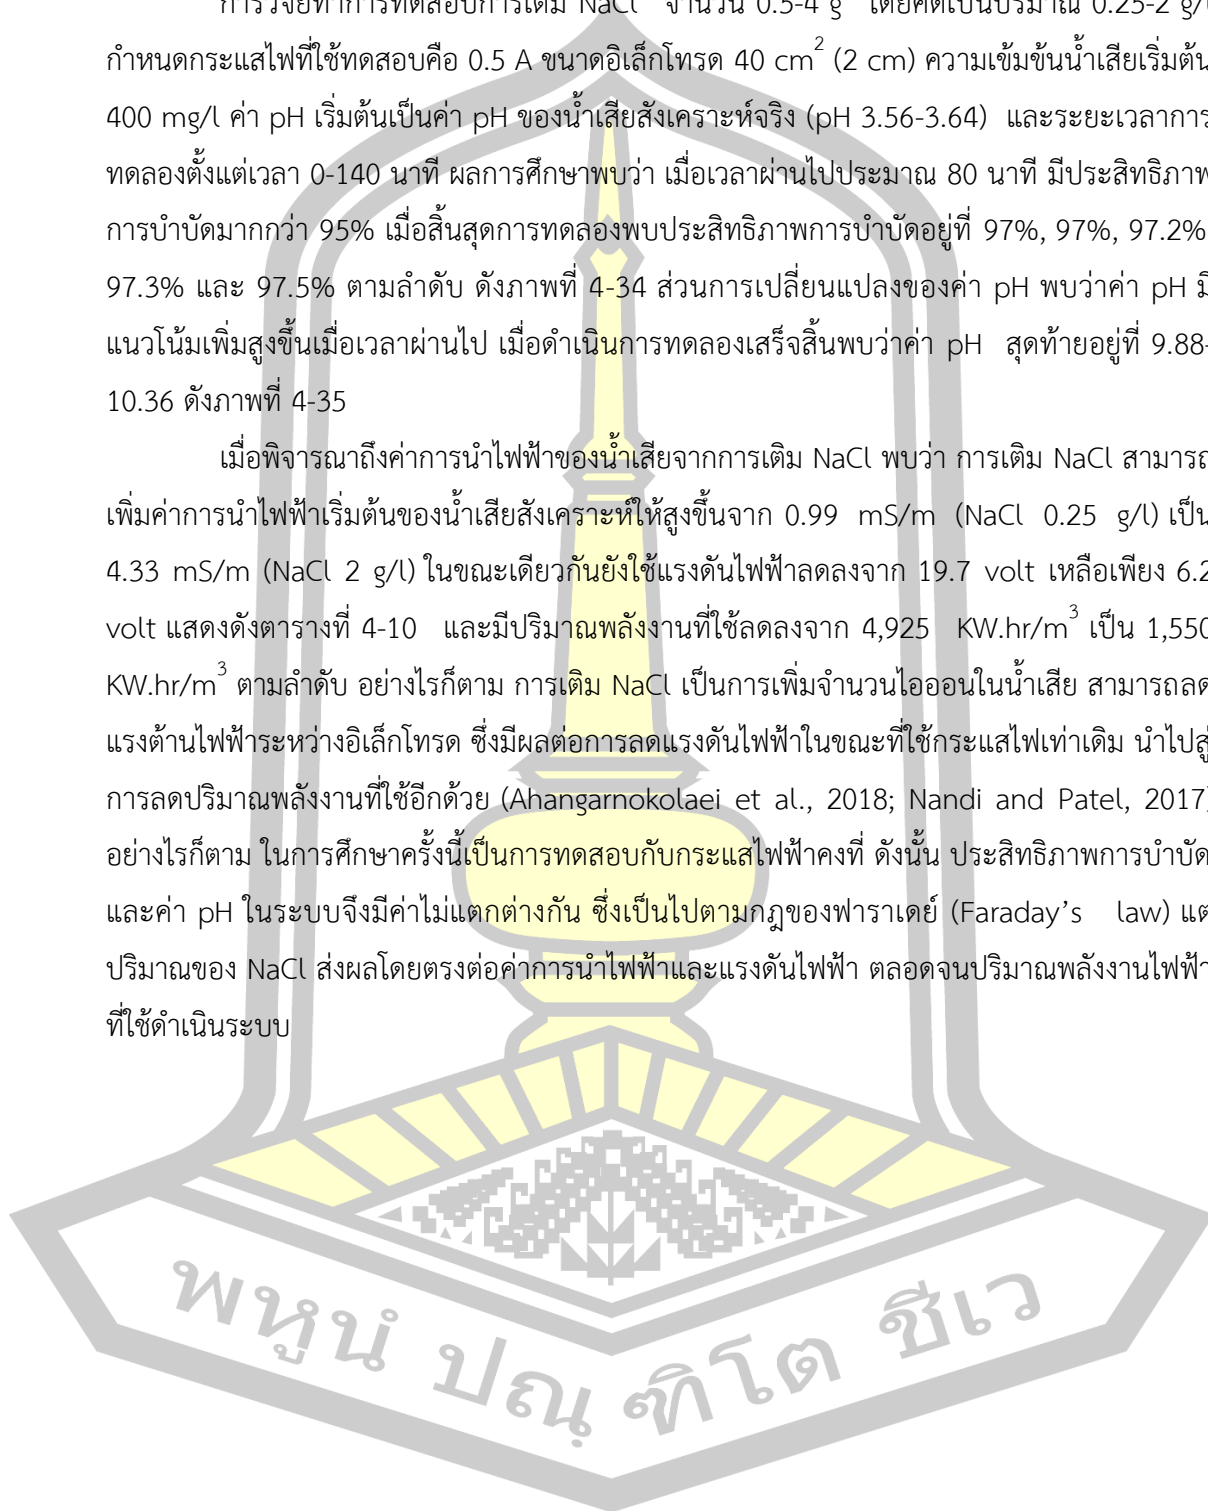 การวิจัยทำการทดสอบการเติม NaCl จำนวน 0.5-4 g โดยคิดเป็นปริมาณ 0.25-2 g/l
กำหนดกระแสไฟที่ใช้ทดสอบคือ 0.5 A ขนาดอิเล็กโทรด 40 cm² (2 cm) ความเข้มข้นน้ำเสียเริ่มต้น
400 mg/l ค่า pH เริ่มต้นเป็นค่า pH ของน้ำเสียสังเคราะห์จริง (pH 3.56-3.64) และระยะเวลาการ
ทดลองตั้งแต่เวลา 0-140 นาที ผลการศึกษาพบว่า เมื่อเวลาผ่านไปประมาณ 80 นาที มีประสิทธิภาพ
การบำบัดมากกว่า 95% เมื่อสิ้นสุดการทดลองพบประสิทธิภาพการบำบัดอยู่ที่ 97%, 97%, 97.2%
97.3% และ 97.5% ตามลำดับ ดังภาพที่ 4-34 ส่วนการเปลี่ยนแปลงของค่า pH พบว่าค่า pH มี
แนวโน้มเพิ่มสูงขึ้นเมื่อเวลาผ่านไป เมื่อดำเนินการทดลองเสร็จสิ้นพบว่าค่า pH สุดท้ายอยู่ที่ 9.88-
10.36 ดังภาพที่ 4-35
เมื่อพิจารณาถึงค่าการนำไฟฟ้าของน้ำเสียจากการเติม NaCl พบว่า การเติม NaCl สามารถ
เพิ่มค่าการนำไฟฟ้าเริ่มต้นของน้ำเสียสังเคราะห์ให้สูงขึ้นจาก 0.99 mS/m (NaCl 0.25 g/l) เป็น
4.33 mS/m (NaCl 2 g/l) ในขณะเดียวกันยังใช้แรงดันไฟฟ้าลดลงจาก 19.7 volt เหลือเพียง 6.2
volt แสดงดังตารางที่ 4-10 และมีปริมาณพลังงานที่ใช้ลดลงจาก 4,925 KW.hr/m³ เป็น 1,550
KW.hr/m³ ตามลำดับ อย่างไรก็ตาม การเติม NaCl เป็นการเพิ่มจำนวนไอออนในน้ำเสีย สามารถลด
แรงต้านไฟฟ้าระหว่างอิเล็กโทรด ซึ่งมีผลต่อการลดแรงดันไฟฟ้าในขณะที่ใช้กระแสไฟเท่าเดิม นำไปสู่
การลดปริมาณพลังงานที่ใช้อีกด้วย (Ahangarnokolaei et al., 2018; Nandi and Patel, 2017)
อย่างไรก็ตาม ในการศึกษาครั้งนี้เป็นการทดสอบกับกระแสไฟฟ้าคงที่ ดังนั้น ประสิทธิภาพการบำบัด
และค่า pH ในระบบจึงมีค่าไม่แตกต่างกัน ซึ่งเป็นไปตามกฎของฟาราเดย์ (Faraday’s law) แต่
ปริมาณของ NaCl ส่งผลโดยตรงต่อค่าการนำไฟฟ้าและแรงดันไฟฟ้า ตลอดจนปริมาณพลังงานไฟฟ้า
ที่ใช้ดำเนินระบบ
พหูนํ ปณฺฑิโต ชีเว